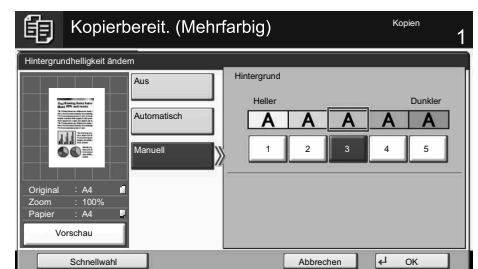 Kopierbereit. (Mehrfarbig)
Kopien
1
Hintergrundhelligkeit ändern
Aus
Automatisch
Manuell
Hintergrund
Heller
Dunkler
A A A A A
1 2 3 4 5
Original : A4
Zoom : 100%
Papier : A4
Vorschau
Schnellwahl
Abbrechen
OK